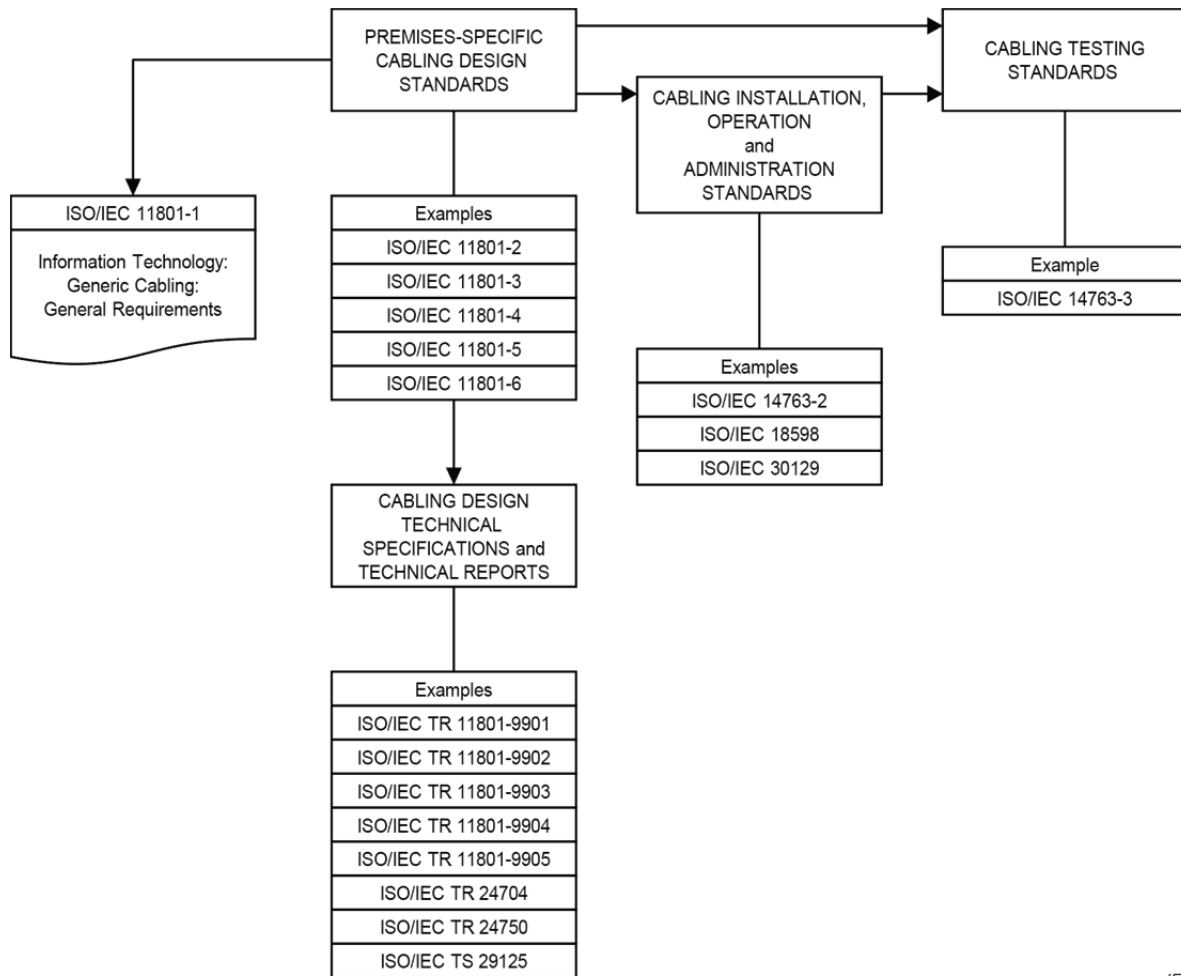 PREMISES-SPECIFIC
CABLING DESIGN
STANDARDS
CABLING TESTING
STANDARDS
CABLING INSTALLATION,
OPERATION
and
ADMINISTRATION
STANDARDS
ISO/IEC 11801-1
Information Technology:
Generic Cabling:
General Requirements
Examples
ISO/IEC 11801-2
ISO/IEC 11801-3
ISO/IEC 11801-4
ISO/IEC 11801-5
ISO/IEC 11801-6
Example
ISO/IEC 14763-3
Examples
ISO/IEC 14763-2
ISO/IEC 18598
ISO/IEC 30129
CABLING DESIGN
TECHNICAL
SPECIFICATIONS and
TECHNICAL REPORTS
Examples
ISO/IEC TR 11801-9901
ISO/IEC TR 11801-9902
ISO/IEC TR 11801-9903
ISO/IEC TR 11801-9904
ISO/IEC TR 11801-9905
ISO/IEC TR 24704
ISO/IEC TR 24750
ISO/IEC TS 29125